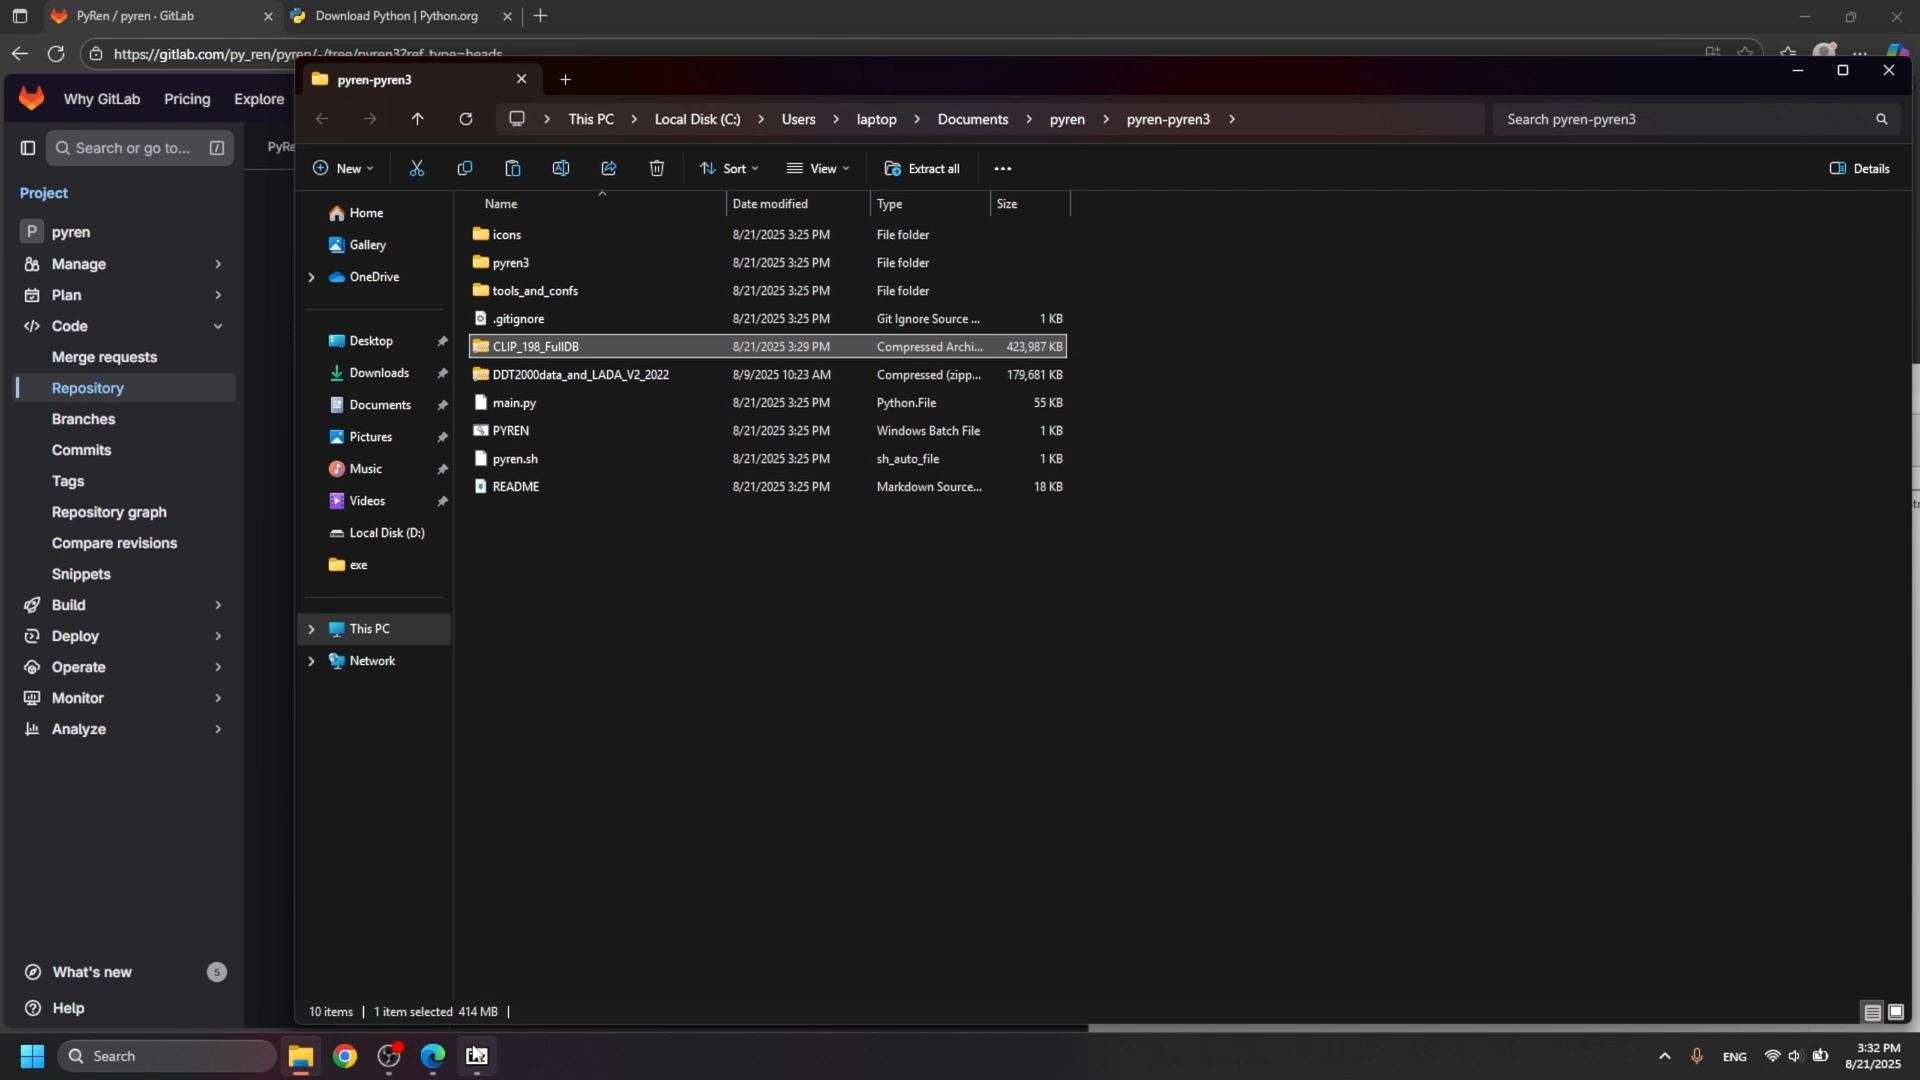 PyRen / pyren · GitLab
Download Python | Python.org
https://gitlab.com/py_ren/pyren/-/tree/pyren3?ref_type=heads
pyren-pyren3
Why GitLab
Pricing
Explore
This PC > Local Disk (C:) > Users > laptop > Documents > pyren > pyren-pyren3 >
Search pyren-pyren3
Search or go to...
/
PyRe
New
Sort
View
Extract all
Details
Project
P pyren
Manage
Plan
Code
Merge requests
Repository
Branches
Commits
Tags
Repository graph
Compare revisions
Snippets
Build
Deploy
Operate
Monitor
Analyze
What's new
5
Help
Home
Gallery
OneDrive
Desktop
Downloads
Documents
Pictures
Music
Videos
Local Disk (D:)
exe
This PC
Network
Name Date modified Type Size
icons 8/21/2025 3:25 PM File folder
pyren3 8/21/2025 3:25 PM File folder
tools_and_confs 8/21/2025 3:25 PM File folder
.gitignore 8/21/2025 3:25 PM Git Ignore Source ... 1 KB
CLIP_198_FullDB 8/21/2025 3:29 PM Compressed Archi... 423,987 KB
DDT2000data_and_LADA_V2_2022 8/9/2025 10:23 AM Compressed (zipp... 179,681 KB
main.py 8/21/2025 3:25 PM Python.File 55 KB
PYREN 8/21/2025 3:25 PM Windows Batch File 1 KB
pyren.sh 8/21/2025 3:25 PM sh_auto_file 1 KB
README 8/21/2025 3:25 PM Markdown Source... 18 KB
10 items | 1 item selected 414 MB |
Search
ENG
3:32 PM
8/21/2025